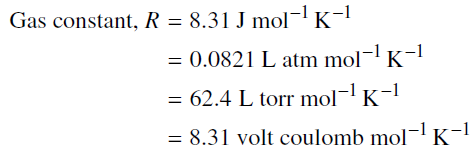 Gas constant, R = 8.31 J mol⁻¹ K⁻¹
= 0.0821 L atm mol⁻¹ K⁻¹
= 62.4 L torr mol⁻¹ K⁻¹
= 8.31 volt coulomb mol⁻¹ K⁻¹